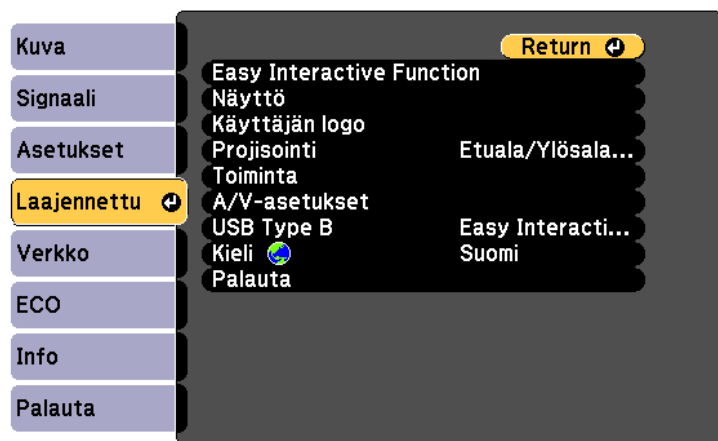 Kuva
Signaali
Asetukset
Laajennettu
Verkko
ECO
Info
Palauta
Return
Easy Interactive Function
Näyttö
Käyttäjän logo
Projisointi Etuala/Ylösala...
Toiminta
A/V-asetukset
USB Type B Easy Interacti...
Kieli Suomi
Palauta